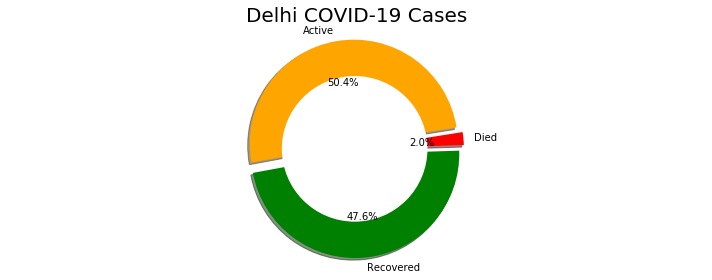 Delhi COVID-19 Cases
Active
50.4%
2.0%
Died
47.6%
Recovered